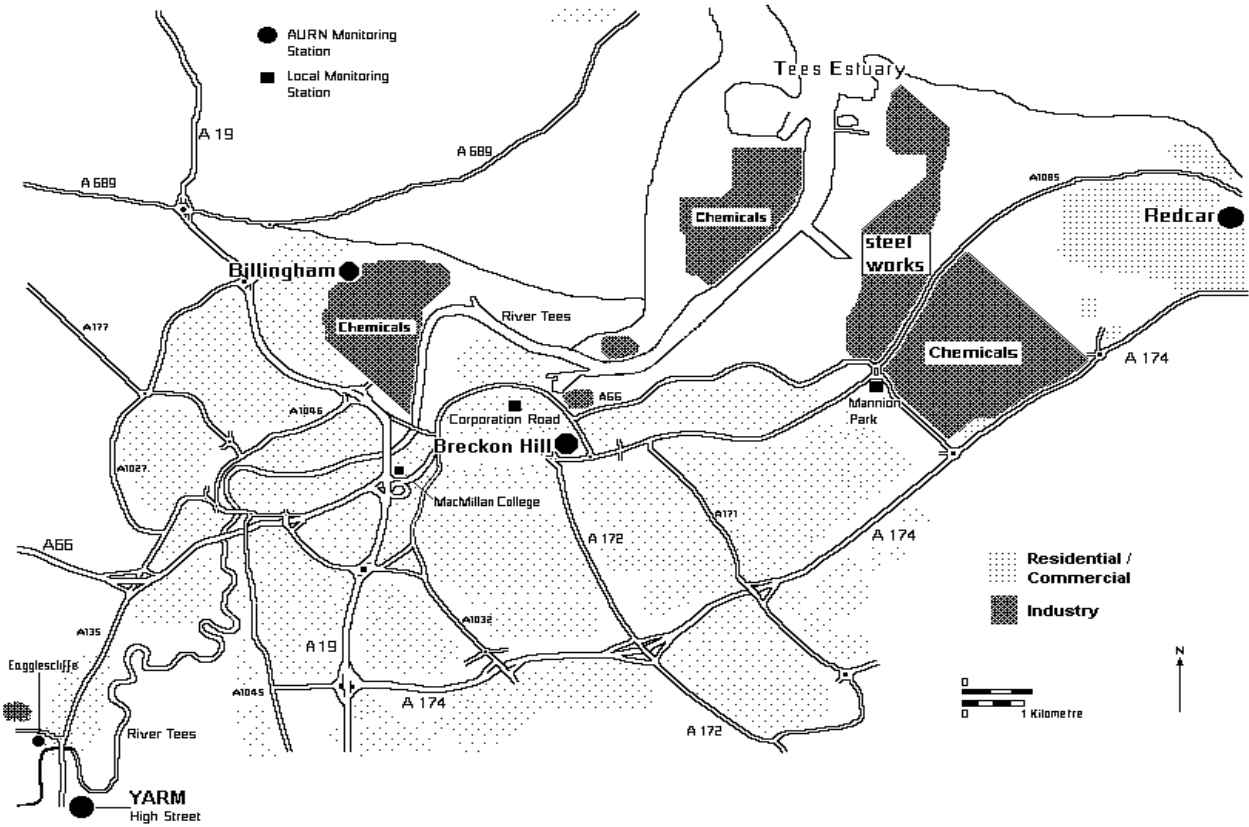 AURN Monitoring
Station
Local Monitoring
Station
Tees Estuary
A 19
A 689
A 689
A1085
Chemicals
Redcar
steel
works
Billingham
Chemicals
River Tees
A177
Chemicals
A 174
A66
A1046
Mannion
Park
Corporation Road
Breckon Hill
A1027
MacMillan College
A171
A66
A 172
A 174
Residential /
Commercial
Industry
A135
A1032
A 19
Eagglescliffe
A1045
A 174
N
0
0 1 Kilometre
River Tees
A 172
YARM
High Street